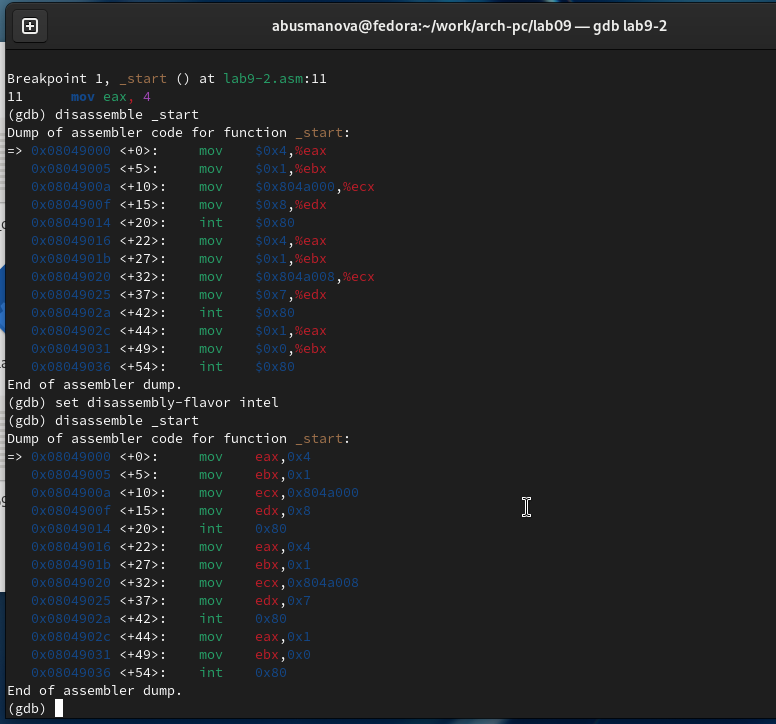 abusmanova@fedora:~/work/arch-pc/lab09 — gdb lab9-2
Breakpoint 1, _start () at lab9-2.asm:11
11      mov eax, 4
(gdb) disassemble _start
Dump of assembler code for function _start:
=> 0x08049000 <+0>:     mov    $0x4,%eax
   0x08049005 <+5>:     mov    $0x1,%ebx
   0x0804900a <+10>:    mov    $0x804a000,%ecx
   0x0804900f <+15>:    mov    $0x8,%edx
   0x08049014 <+20>:    int    $0x80
   0x08049016 <+22>:    mov    $0x4,%eax
   0x0804901b <+27>:    mov    $0x1,%ebx
   0x08049020 <+32>:    mov    $0x804a008,%ecx
   0x08049025 <+37>:    mov    $0x7,%edx
   0x0804902a <+42>:    int    $0x80
   0x0804902c <+44>:    mov    $0x1,%eax
   0x08049031 <+49>:    mov    $0x0,%ebx
   0x08049036 <+54>:    int    $0x80
End of assembler dump.
(gdb) set disassembly-flavor intel
(gdb) disassemble _start
Dump of assembler code for function _start:
=> 0x08049000 <+0>:     mov    eax,0x4
   0x08049005 <+5>:     mov    ebx,0x1
   0x0804900a <+10>:    mov    ecx,0x804a000
   0x0804900f <+15>:    mov    edx,0x8
   0x08049014 <+20>:    int    0x80
   0x08049016 <+22>:    mov    eax,0x4
   0x0804901b <+27>:    mov    ebx,0x1
   0x08049020 <+32>:    mov    ecx,0x804a008
   0x08049025 <+37>:    mov    edx,0x7
   0x0804902a <+42>:    int    0x80
   0x0804902c <+44>:    mov    eax,0x1
   0x08049031 <+49>:    mov    ebx,0x0
   0x08049036 <+54>:    int    0x80
End of assembler dump.
(gdb)